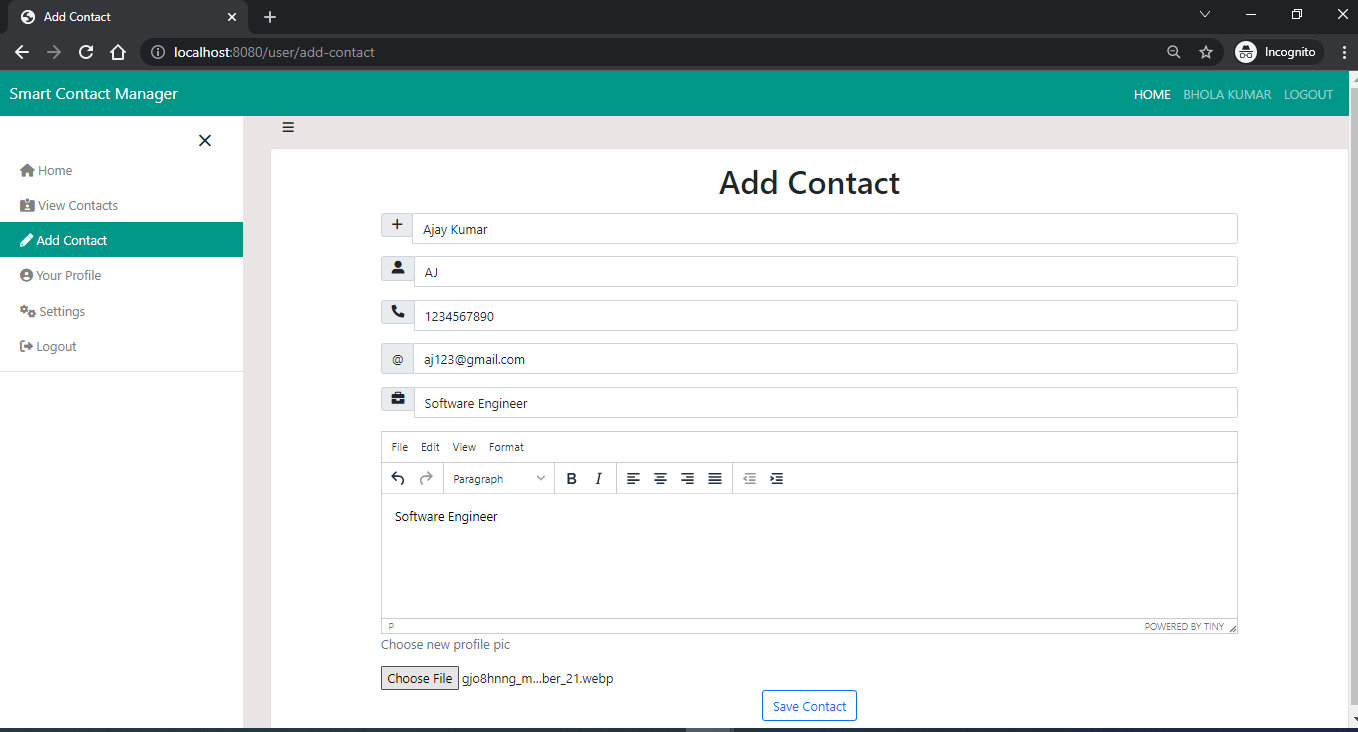 Add Contact
localhost:8080/user/add-contact
Incognito
Smart Contact Manager
HOME BHOLA KUMAR LOGOUT
Home
View Contacts
Add Contact
Your Profile
Settings
Logout
Add Contact
Ajay Kumar
AJ
1234567890
@ aj123@gmail.com
Software Engineer
File Edit View Format
Paragraph B I
Software Engineer
P POWERED BY TINY
Choose new profile pic
Choose File gjo8hnng_m...ber_21.webp
Save Contact